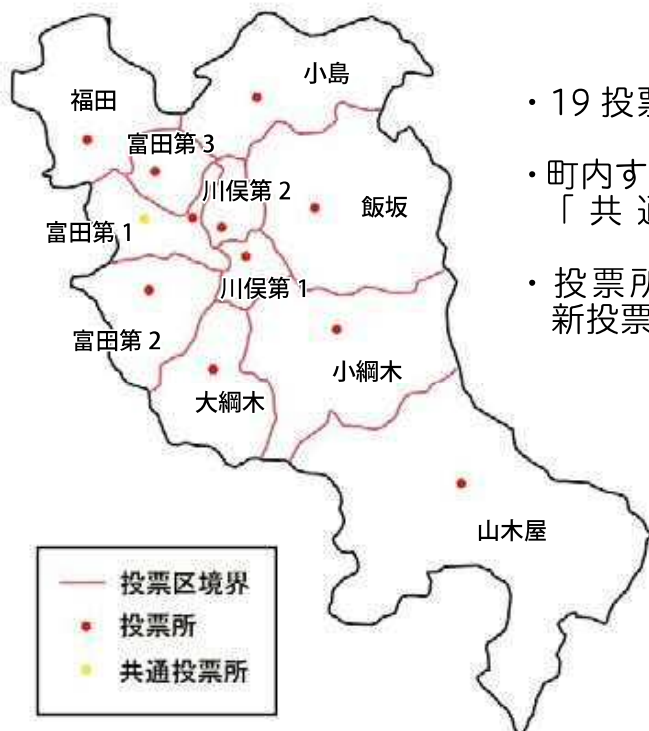 小島
福田
富田第 3
川俣第 2
飯坂
富田第 1
川俣第 1
富田第 2
小綱木
大綱木
山木屋
投票区境界
投票所
共通投票所
・19 投票
・町内す
「 共 通
・投票所
新投票